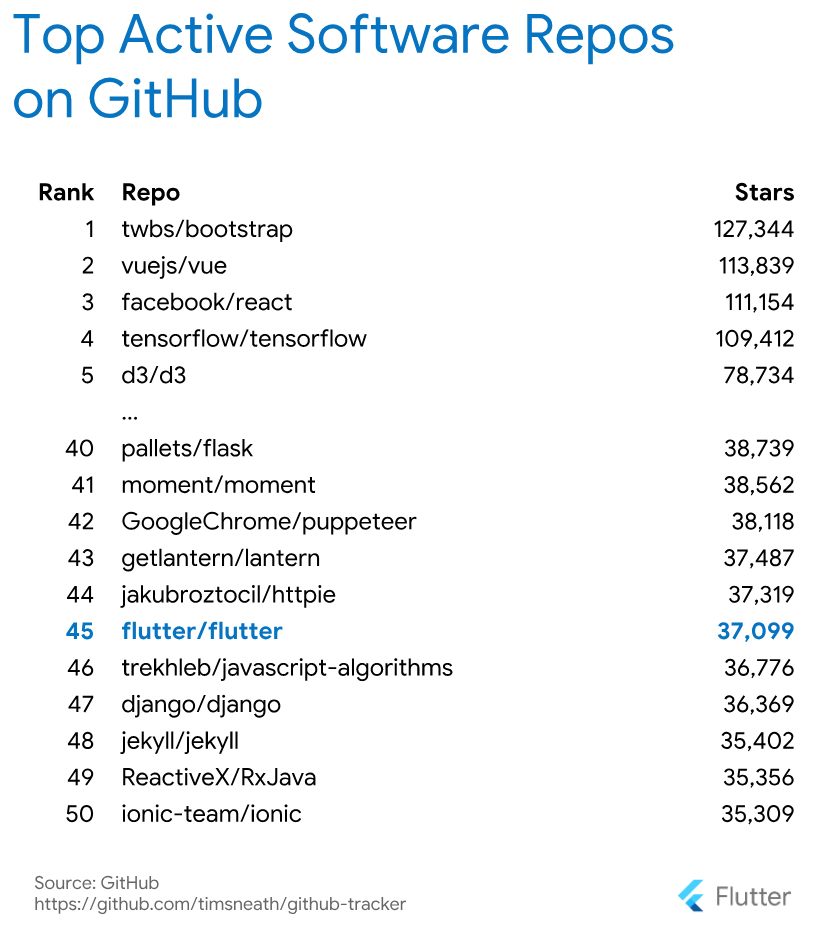 Top Active Software Repos
on GitHub
Rank Repo Stars
1 twbs/bootstrap 127,344
2 vuejs/vue 113,839
3 facebook/react 111,154
4 tensorflow/tensorflow 109,412
5 d3/d3 78,734
...
40 pallets/flask 38,739
41 moment/moment 38,562
42 GoogleChrome/puppeteer 38,118
43 getlantern/lantern 37,487
44 jakubroztocil/httpie 37,319
45 flutter/flutter 37,099
46 trekhleb/javascript-algorithms 36,776
47 django/django 36,369
48 jekyll/jekyll 35,402
49 ReactiveX/RxJava 35,356
50 ionic-team/ionic 35,309
Source: GitHub
https://github.com/timsneath/github-tracker
Flutter